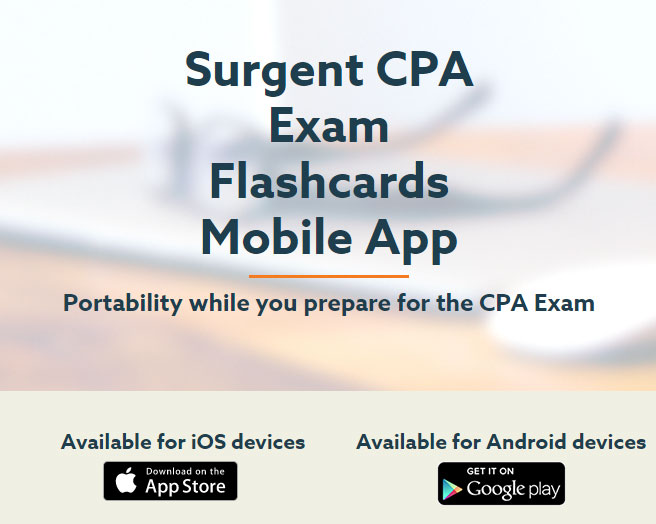 Surgent CPA
Exam
Flashcards
Mobile App
Portability while you prepare for the CPA Exam
Available for iOS devices
Download on the
App Store
Available for Android devices
GET IT ON
Google play